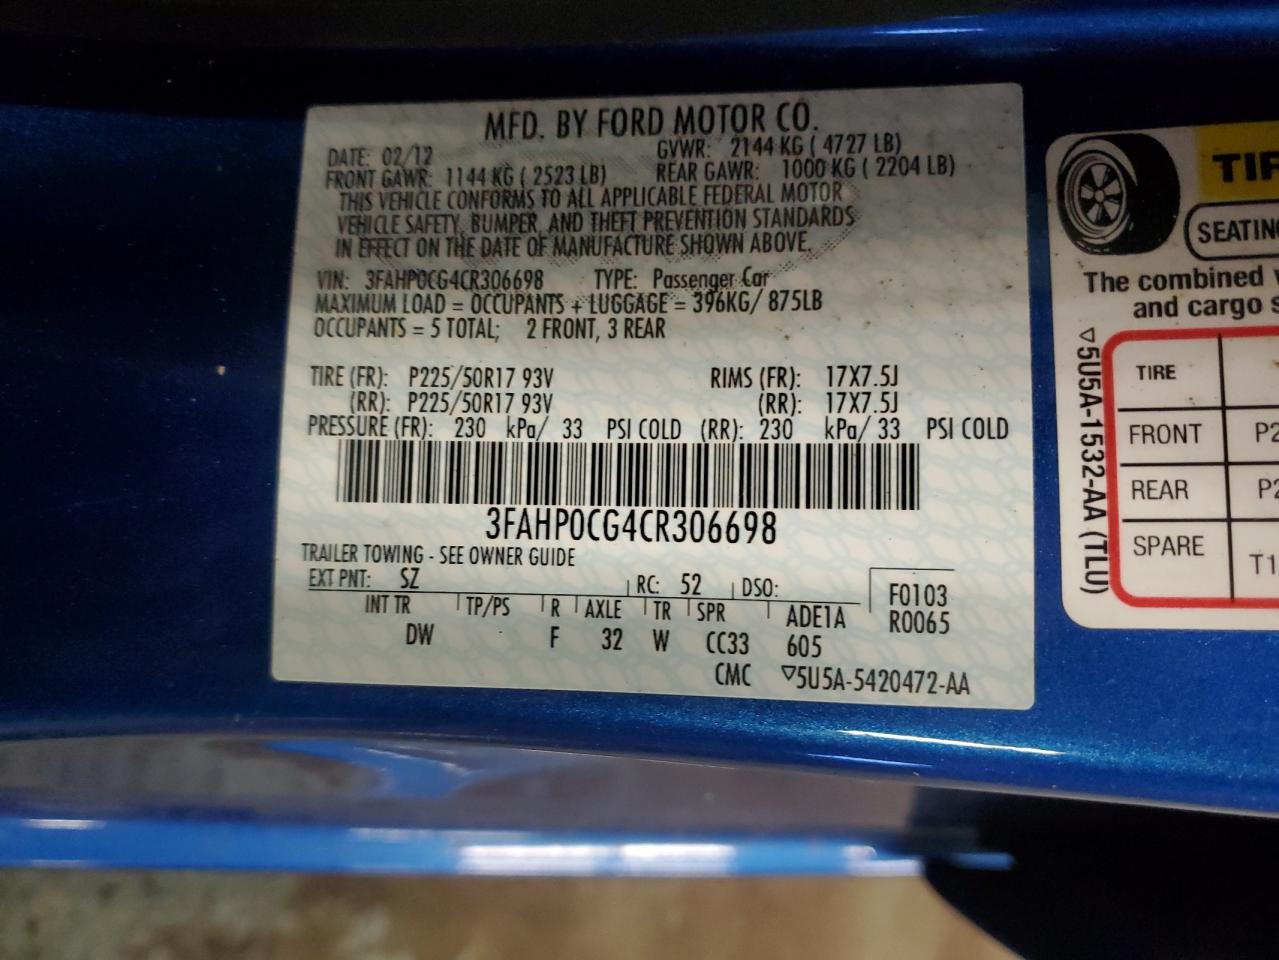 MFD. BY FORD MOTOR CO.
DATE: 02/12 GVWR: 2144 KG ( 4727 LB)
FRONT GAWR: 1144 KG ( 2523 LB) REAR GAWR: 1000 KG ( 2204 LB)
THIS VEHICLE CONFORMS TO ALL APPLICABLE FEDERAL MOTOR
VEHICLE SAFETY, BUMPER, AND THEFT PREVENTION STANDARDS
IN EFFECT ON THE DATE OF MANUFACTURE SHOWN ABOVE.
VIN: 3FAHP0CG4CR306698 TYPE: Passenger Car
MAXIMUM LOAD = OCCUPANTS + LUGGAGE = 396KG/ 875LB
OCCUPANTS = 5 TOTAL; 2 FRONT, 3 REAR
TIRE (FR): P225/50R17 93V RIMS (FR): 17X7.5J
(RR): P225/50R17 93V (RR): 17X7.5J
PRESSURE (FR): 230 kPa/ 33 PSI COLD (RR): 230 kPa/ 33 PSI COLD
3FAHP0CG4CR306698
TRAILER TOWING - SEE OWNER GUIDE
EXT PNT: SZ RC: 52 DSO: F0103
INT TR TP/PS R AXLE TR SPR ADE1A R0065
DW F 32 W CC33 605
CMC ▽5U5A-5420472-AA
TIR
SEATING
The combined
and cargo s
▽5U5A-1532-AA (TLU)
TIRE
FRONT P2
REAR P2
SPARE T1